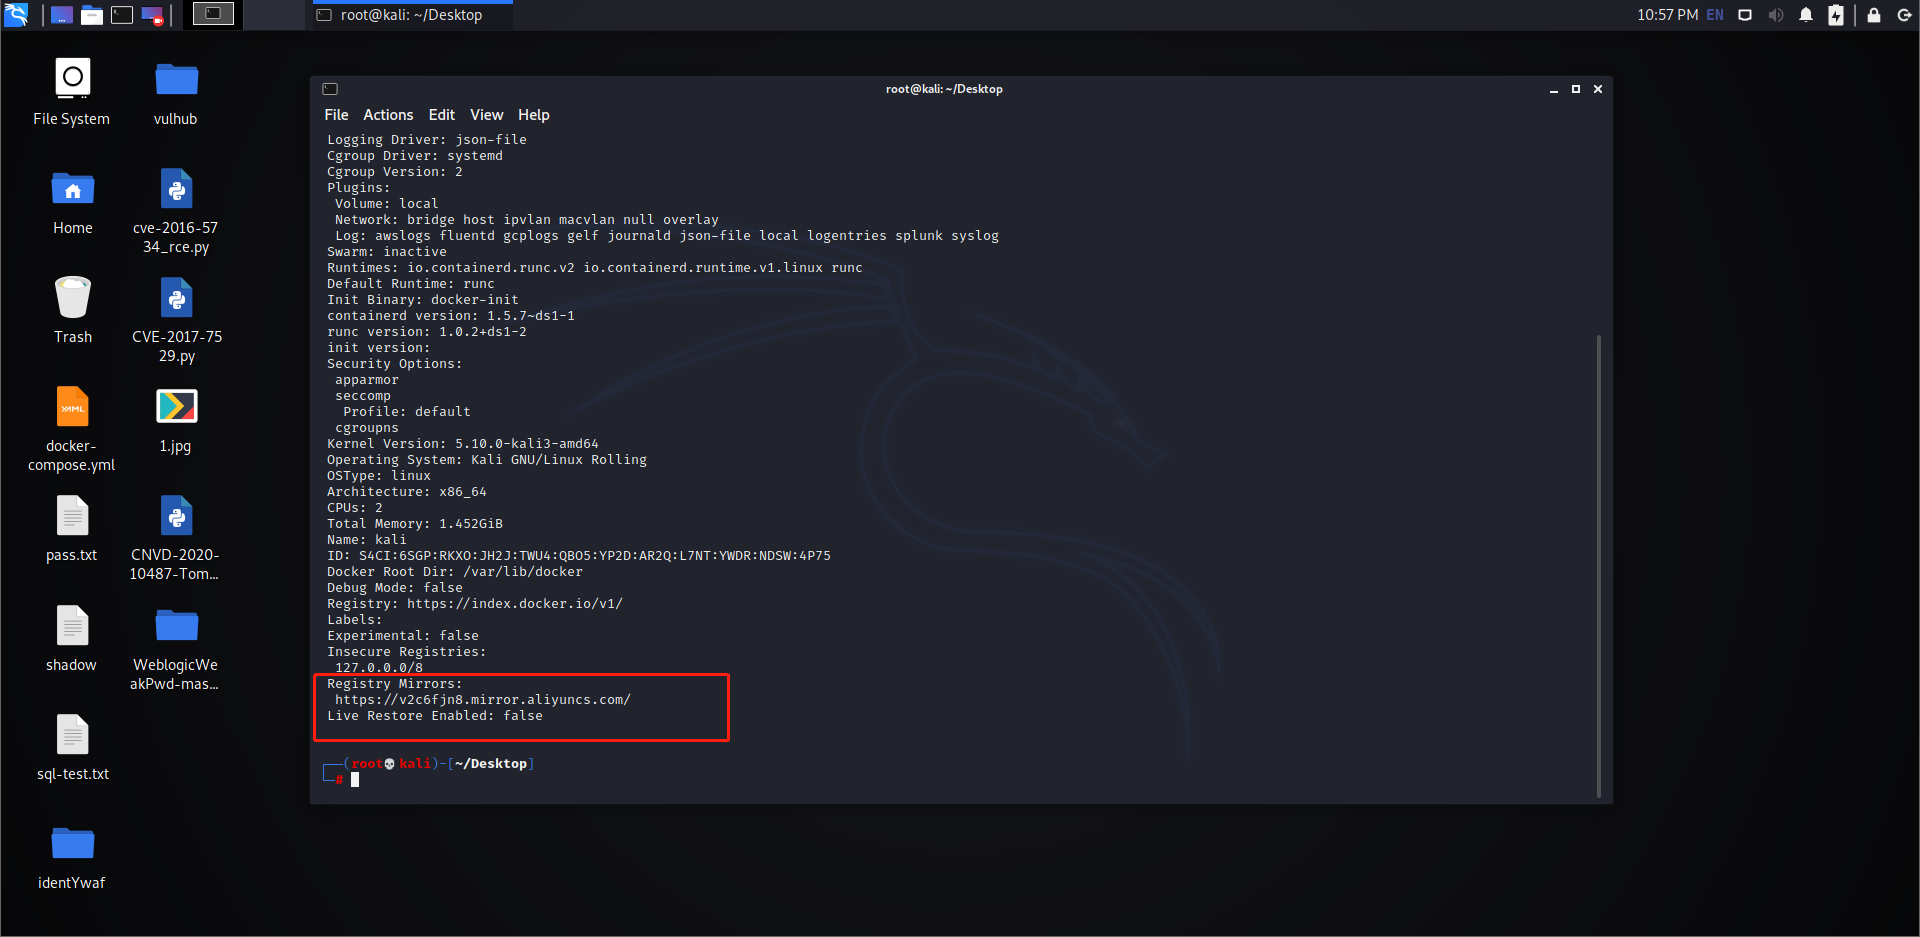 root@kali: ~/Desktop
10:57 PM EN
File System
vulhub
Home
cve-2016-57
34_rce.py
Trash
CVE-2017-75
29.py
YAML
docker-
compose.yml
1.jpg
pass.txt
CNVD-2020-
10487-Tom...
shadow
WeblogicWe
akPwd-mas...
sql-test.txt
identYwaf
root@kali: ~/Desktop
File Actions Edit View Help
Logging Driver: json-file
Cgroup Driver: systemd
Cgroup Version: 2
Plugins:
Volume: local
Network: bridge host ipvlan macvlan null overlay
Log: awslogs fluentd gcplogs gelf journald json-file local logentries splunk syslog
Swarm: inactive
Runtimes: io.containerd.runc.v2 io.containerd.runtime.v1.linux runc
Default Runtime: runc
Init Binary: docker-init
containerd version: 1.5.7~ds1-1
runc version: 1.0.2+ds1-2
init version:
Security Options:
apparmor
seccomp
Profile: default
cgroupns
Kernel Version: 5.10.0-kali3-amd64
Operating System: Kali GNU/Linux Rolling
OSType: linux
Architecture: x86_64
CPUs: 2
Total Memory: 1.452GiB
Name: kali
ID: S4CI:6SGP:RKXO:JH2J:TWU4:QBO5:YP2D:AR2Q:L7NT:YWDR:NDSW:4P75
Docker Root Dir: /var/lib/docker
Debug Mode: false
Registry: https://index.docker.io/v1/
Labels:
Experimental: false
Insecure Registries:
127.0.0.0/8
Registry Mirrors:
https://v2c6fjn8.mirror.aliyuncs.com/
Live Restore Enabled: false
┌──(root💀kali)-[~/Desktop]
└─#